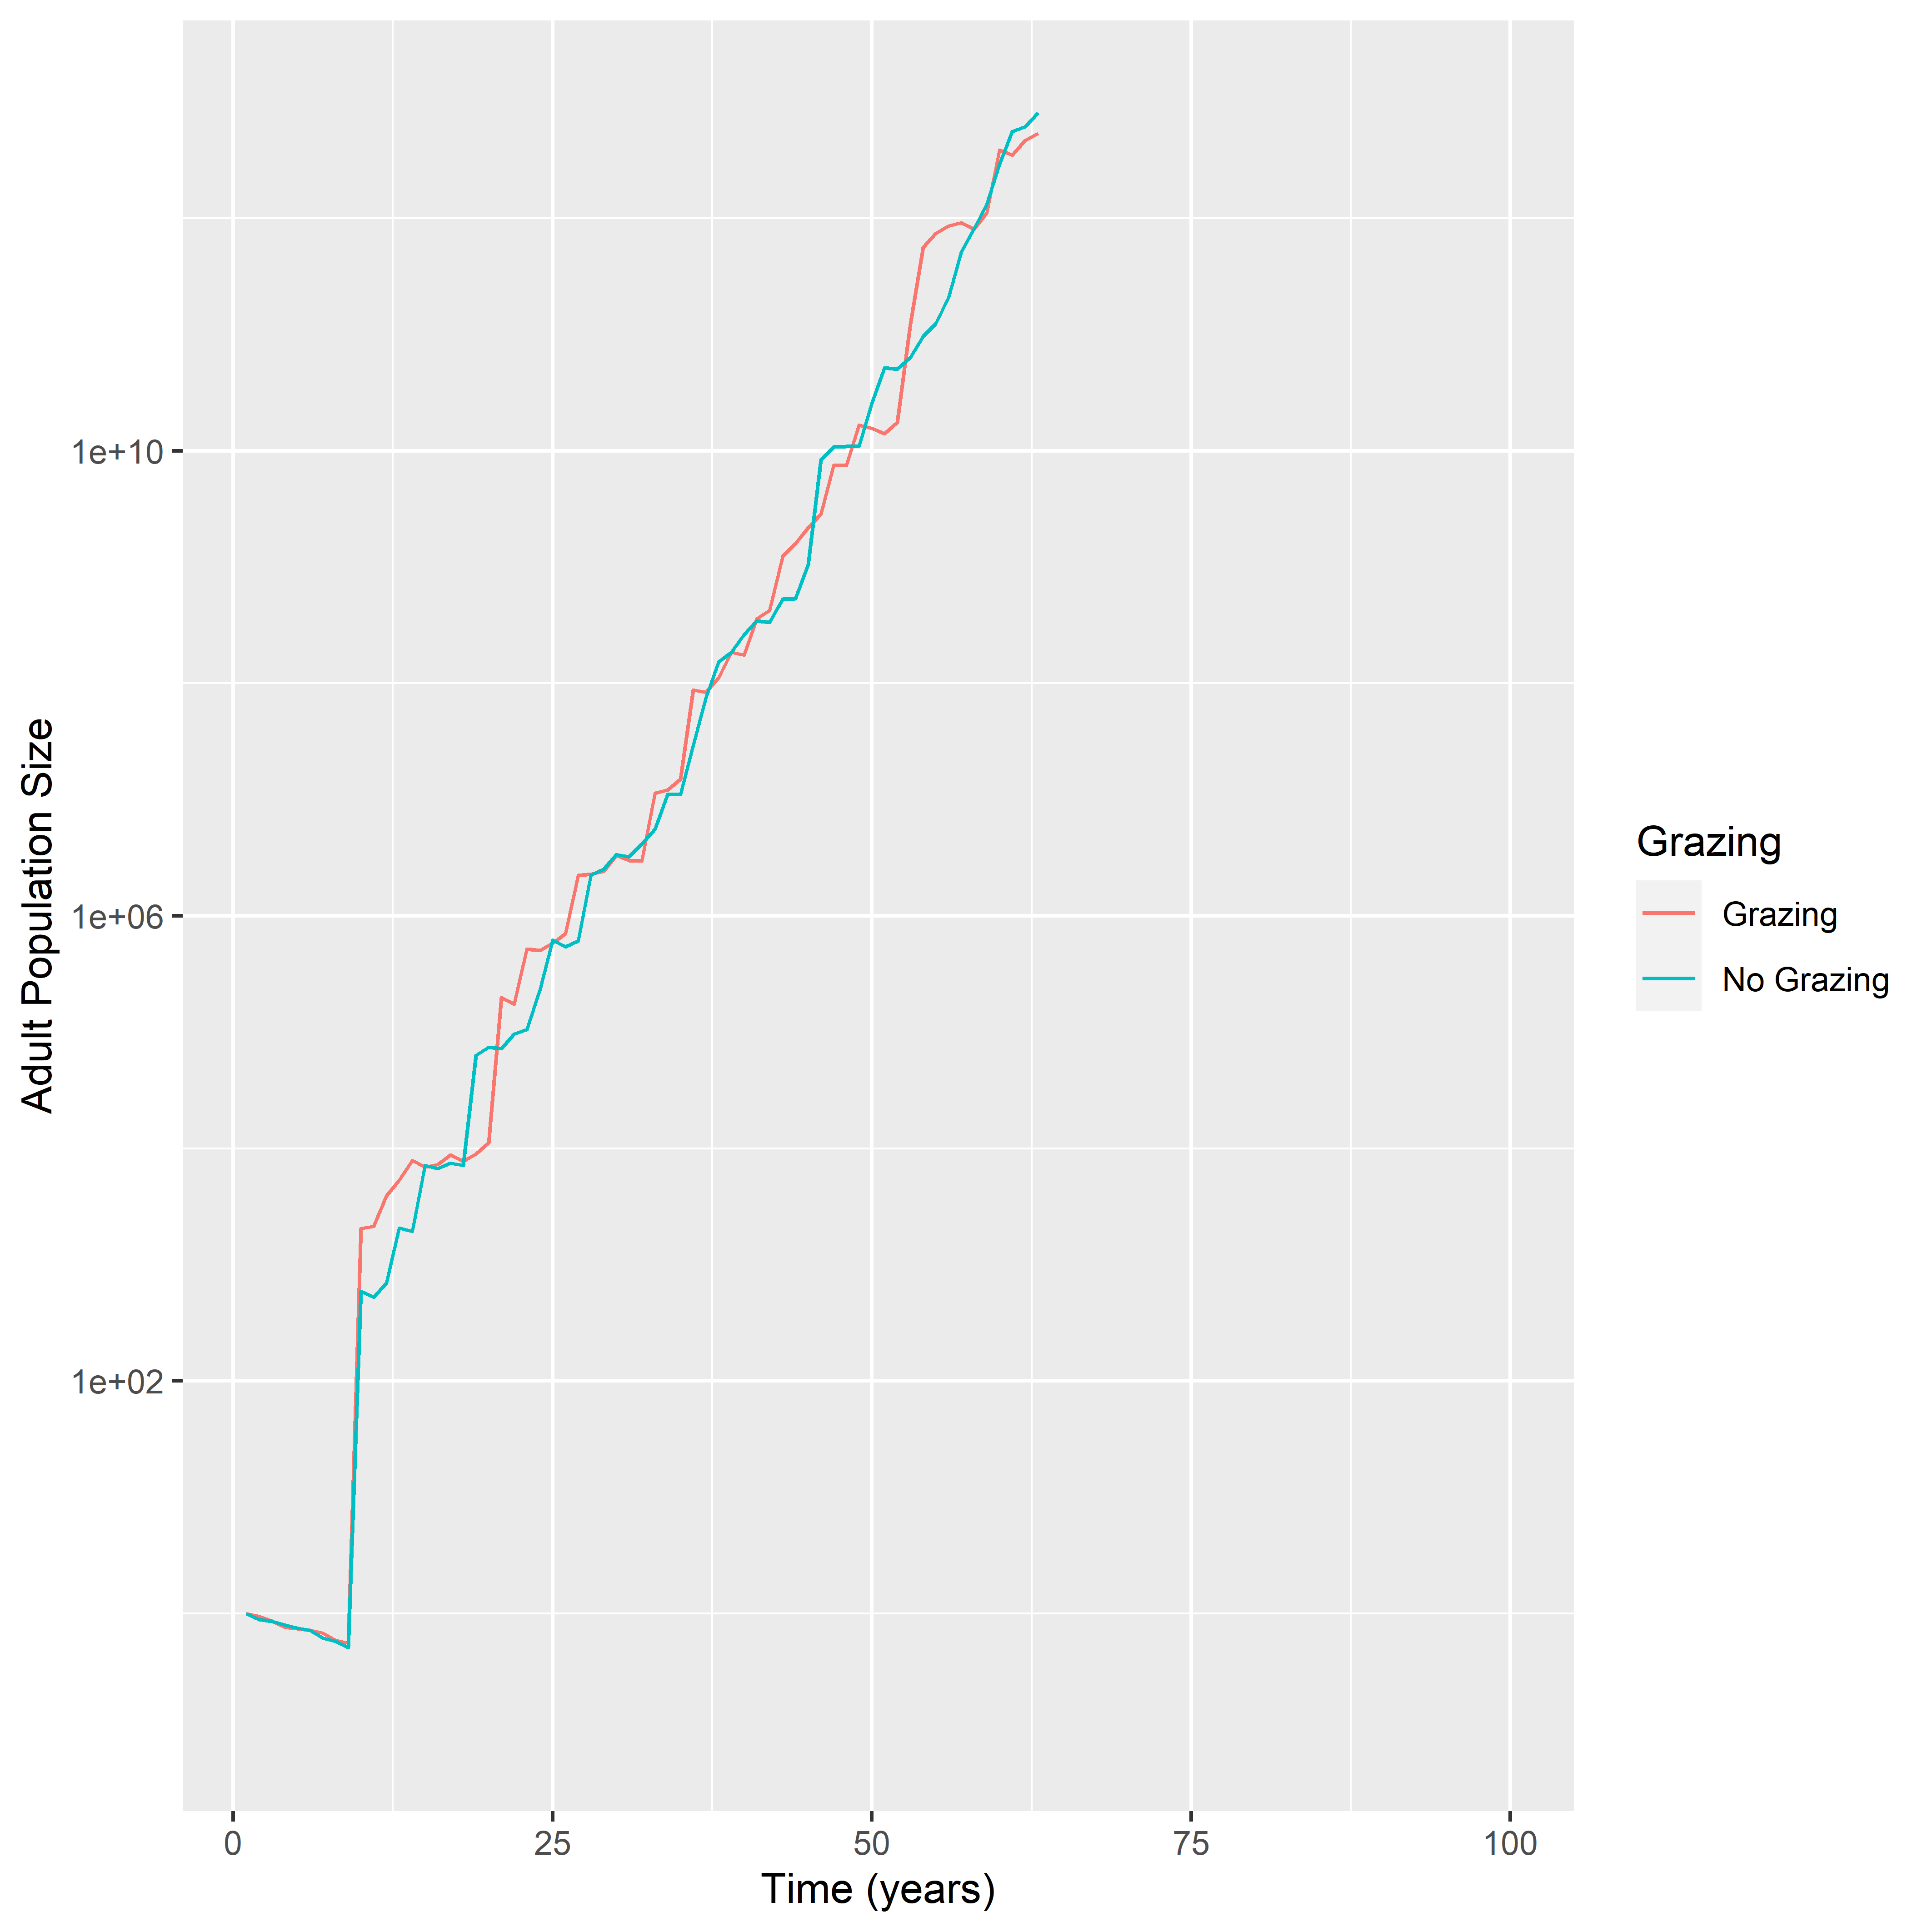 Adult Population Size
1e+10
1e+06
1e+02
0 25 50 75 100
Time (years)
Grazing
Grazing
No Grazing